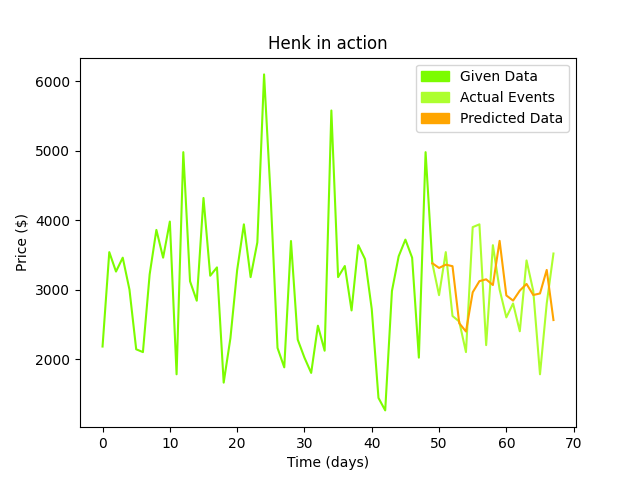 Henk in action
Given Data
Actual Events
Predicted Data
Price ($)
6000
5000
4000
3000
2000
0 10 20 30 40 50 60 70
Time (days)